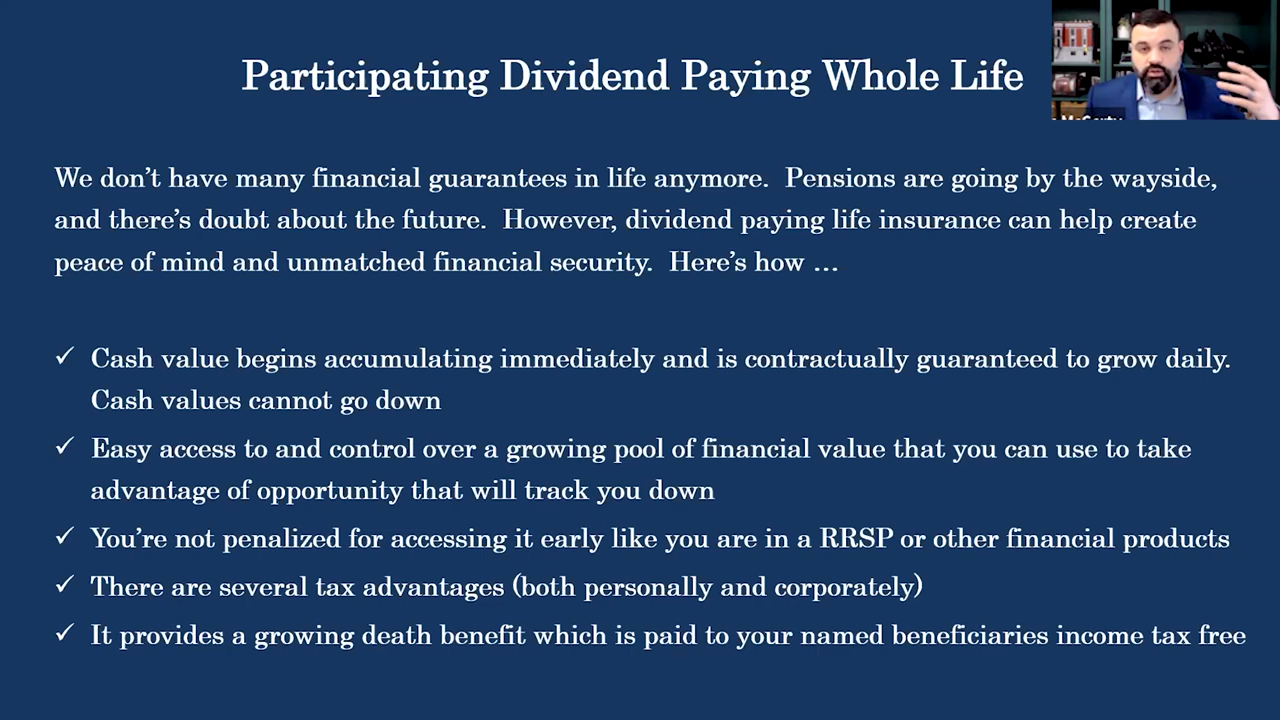 Participating Dividend Paying Whole Life
We don't have many financial guarantees in life anymore.  Pensions are going by the wayside,
and there's doubt about the future.  However, dividend paying life insurance can help create
peace of mind and unmatched financial security.  Here's how …
✓ Cash value begins accumulating immediately and is contractually guaranteed to grow daily.
Cash values cannot go down
✓ Easy access to and control over a growing pool of financial value that you can use to take
advantage of opportunity that will track you down
✓ You're not penalized for accessing it early like you are in a RRSP or other financial products
✓ There are several tax advantages (both personally and corporately)
✓ It provides a growing death benefit which is paid to your named beneficiaries income tax free